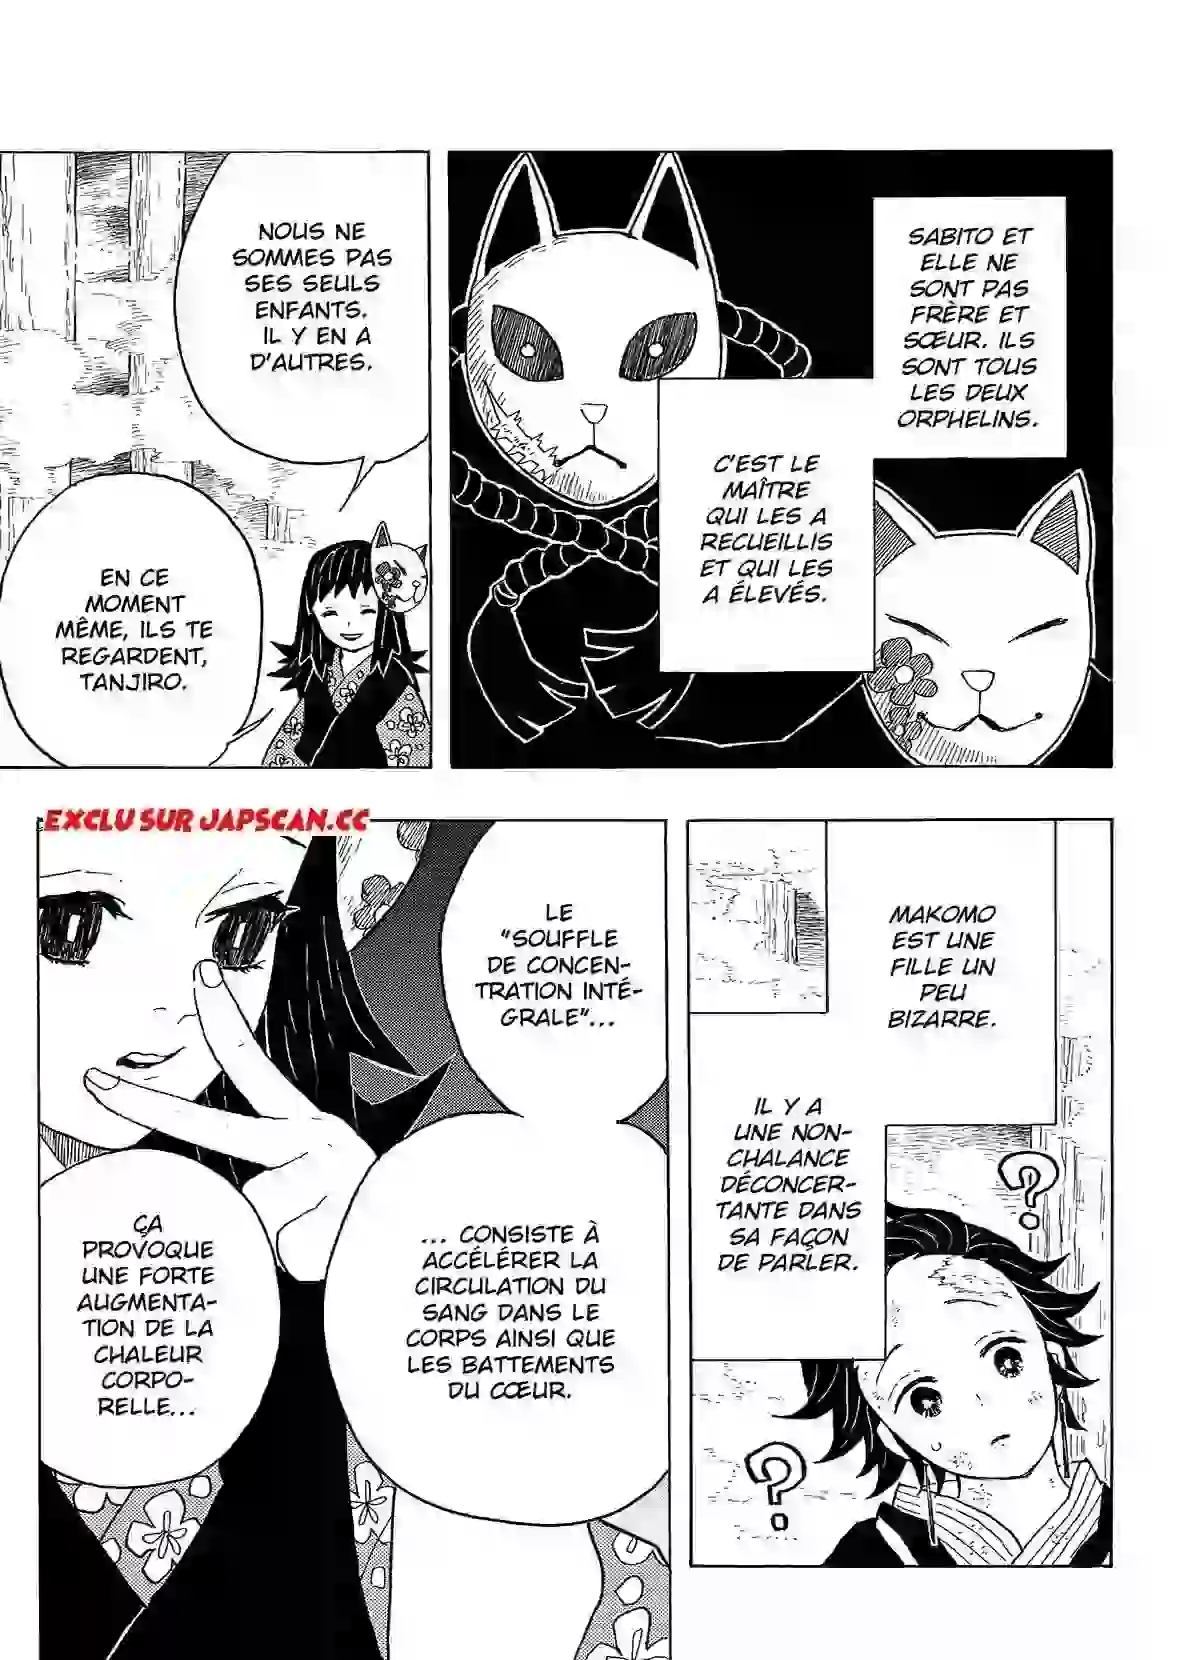 SABITO ET
ELLE NE
SONT PAS
FRÈRE ET
SŒUR. ILS
SONT TOUS
LES DEUX
ORPHELINS.
C'EST LE
MAÎTRE
QUI LES A
RECUEILLIS
ET QUI LES
A ÉLEVÉS.
NOUS NE
SOMMES PAS
SES SEULS
ENFANTS.
IL Y EN A
D'AUTRES.
EN CE
MOMENT
MÊME, ILS TE
REGARDENT,
TANJIRO.
EXCLU SUR JAPSCAN.CC
MAKOMO
EST UNE
FILLE UN
PEU
BIZARRE.
IL Y A
UNE NON-
CHALANCE
DÉCONCER-
TANTE DANS
SA FAÇON
DE PARLER.
?
?
LE
"SOUFFLE
DE CONCEN-
TRATION INTÉ-
GRALE"...
... CONSISTE À
ACCÉLÉRER LA
CIRCULATION DU
SANG DANS LE
CORPS AINSI QUE
LES BATTEMENTS
DU CŒUR.
ÇA
PROVOQUE
UNE FORTE
AUGMENTA-
TION DE LA
CHALEUR
CORPO-
RELLE...